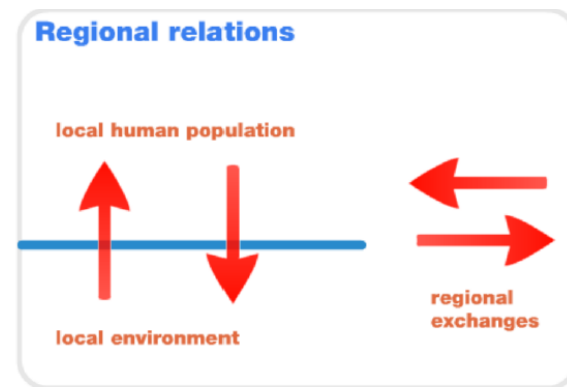 Regional relations
local human population
regional
exchanges
local environment